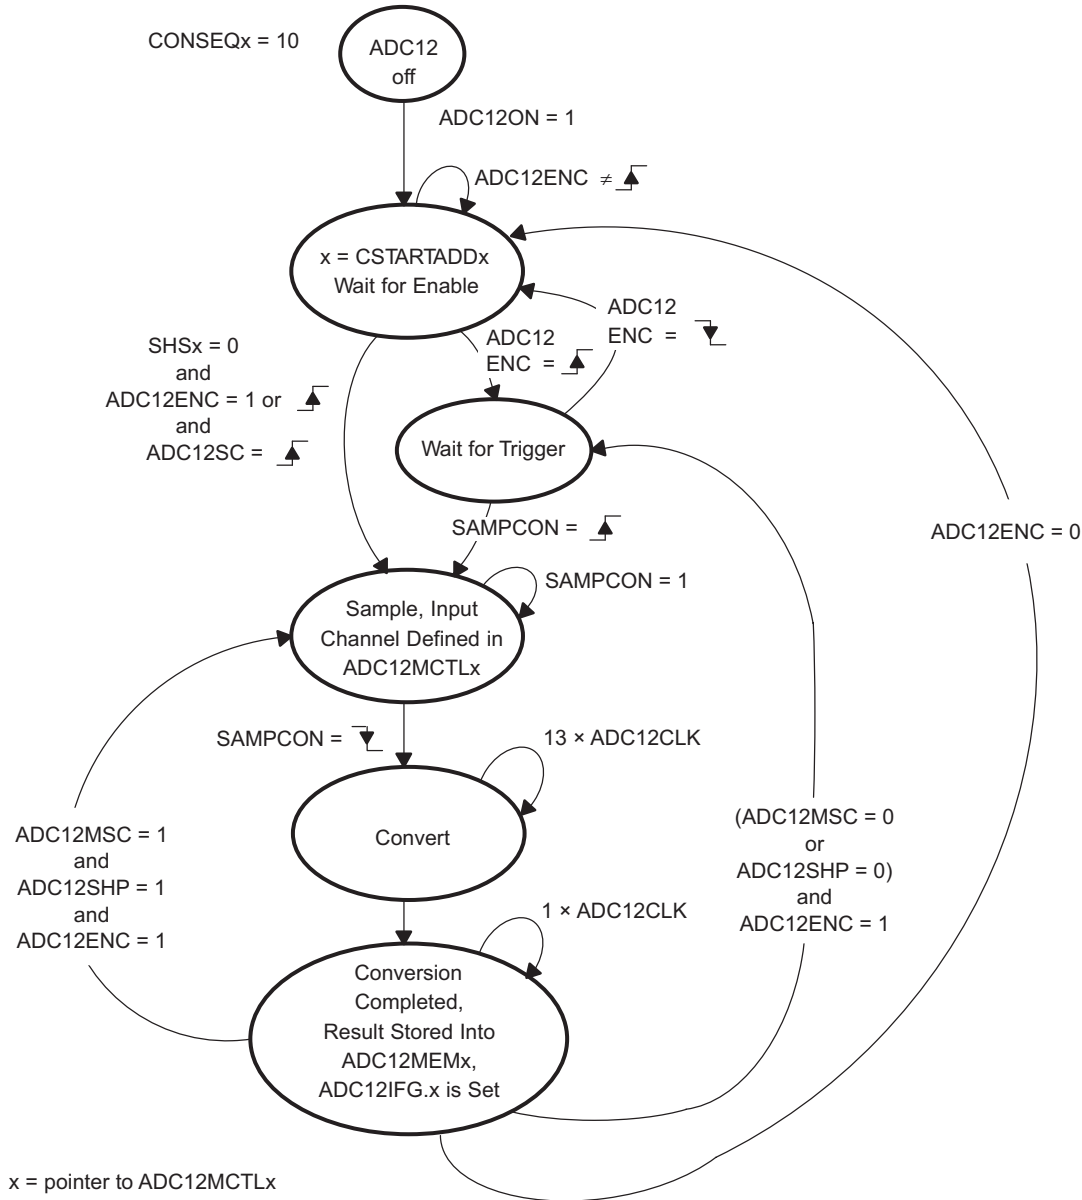 CONSEQx = 10
ADC12
off
ADC12ON = 1
ADC12ENC ≠
x = CSTARTADDx
Wait for Enable
ADC12
ENC =
ADC12
ENC =
SHSx = 0
and
ADC12ENC = 1 or
and
ADC12SC =
Wait for Trigger
SAMPCON =
ADC12ENC = 0
SAMPCON = 1
Sample, Input
Channel Defined in
ADC12MCTLx
SAMPCON =
13 × ADC12CLK
Convert
ADC12MSC = 1
and
ADC12SHP = 1
and
ADC12ENC = 1
(ADC12MSC = 0
or
ADC12SHP = 0)
and
ADC12ENC = 1
1 × ADC12CLK
Conversion
Completed,
Result Stored Into
ADC12MEMx,
ADC12IFG.x is Set
x = pointer to ADC12MCTLx